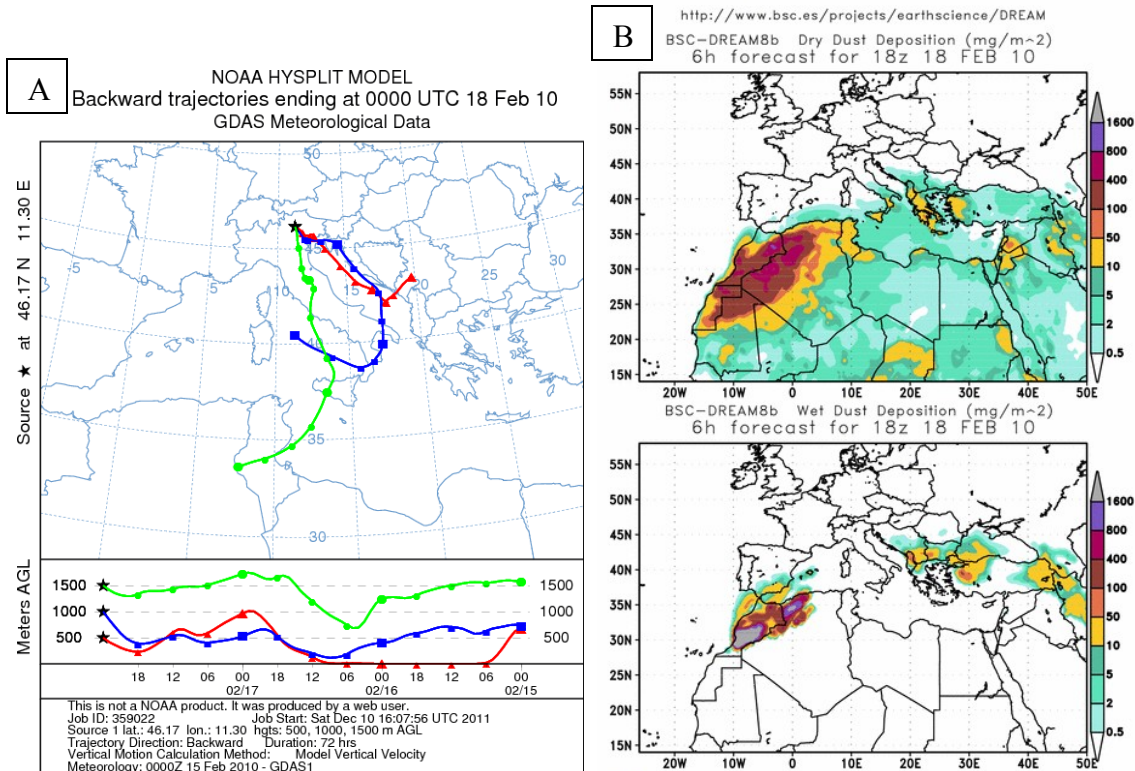 A
NOAA HYSPLIT MODEL
Backward trajectories ending at 0000 UTC 18 Feb 10
GDAS Meteorological Data
Source ★ at 46.17 N 11.30 E
50
45
-5
0
5
10
15
20
25
30
40
35
30
Meters AGL
1500
1000
500
1500
1000
500
18 12 06 00 18 12 06 00 18 12 06 00
02/17 02/16 02/15
This is not a NOAA product. It was produced by a web user.
Job ID: 359022 Job Start: Sat Dec 10 16:07:56 UTC 2011
Source 1 lat.: 46.17 lon.: 11.30 hgts: 500, 1000, 1500 m AGL
Trajectory Direction: Backward Duration: 72 hrs
Vertical Motion Calculation Method: Model Vertical Velocity
Meteorology: 0000Z 15 Feb 2010 - GDAS1
B
http://www.bsc.es/projects/earthscience/DREAM
BSC-DREAM8b Dry Dust Deposition (mg/m^2)
6h forecast for 18z 18 FEB 10
55N
50N
45N
40N
35N
30N
25N
20N
15N
20W 10W 0 10E 20E 30E 40E 50E
1600
800
400
100
50
10
5
2
0.5
BSC-DREAM8b Wet Dust Deposition (mg/m^2)
6h forecast for 18z 18 FEB 10
55N
50N
45N
40N
35N
30N
25N
20N
15N
20W 10W 0 10E 20E 30E 40E 50E
1600
800
400
100
50
10
5
2
0.5